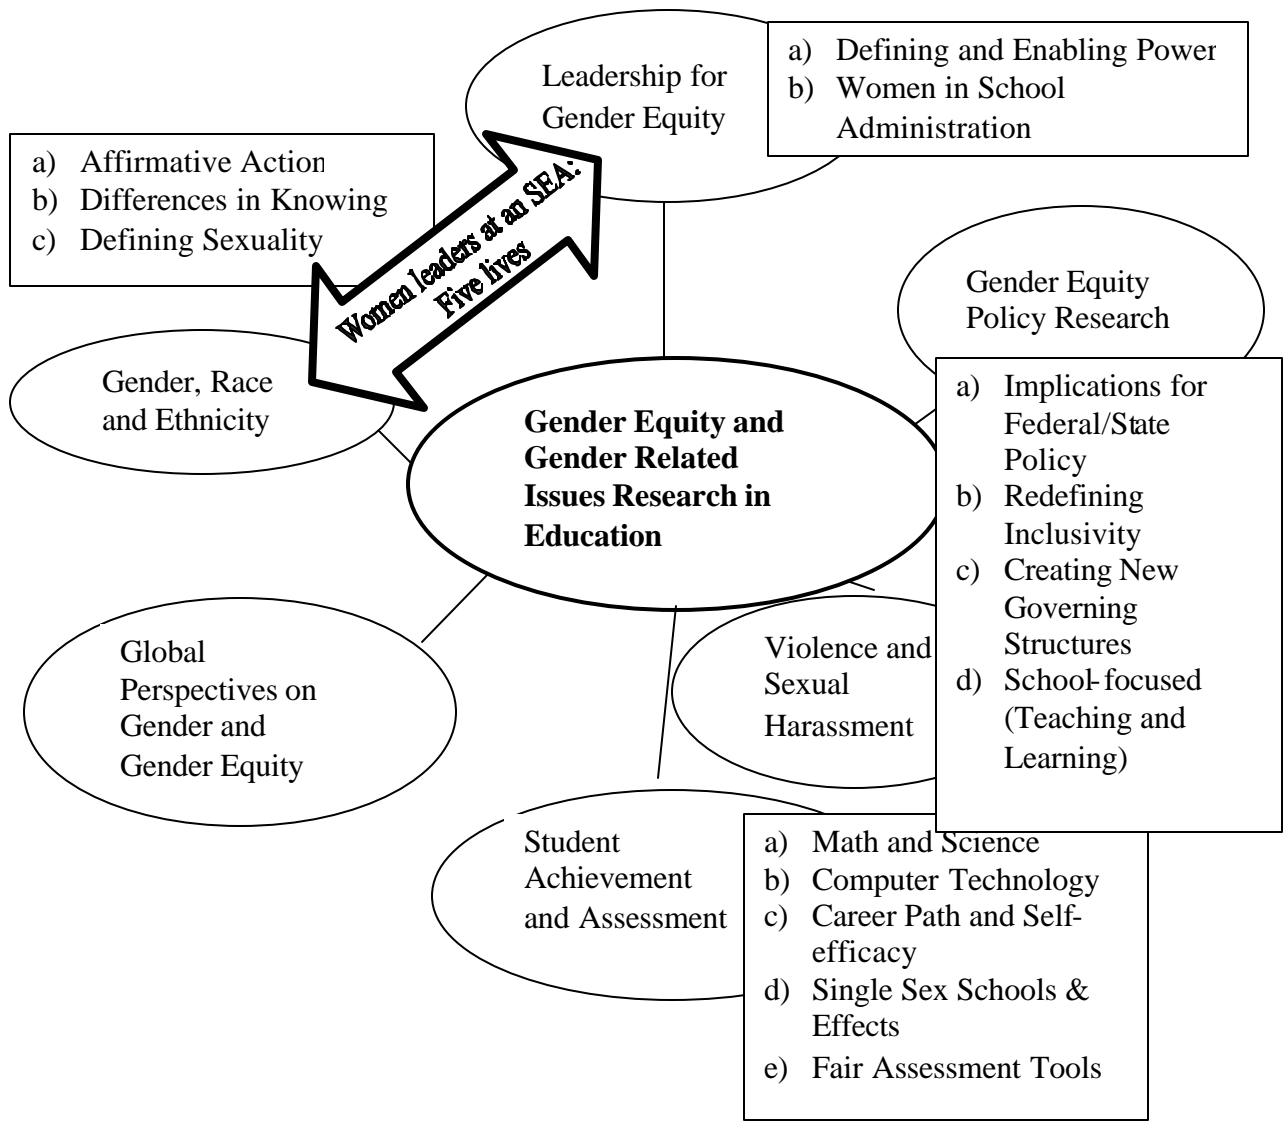 Leadership for
Gender Equity
a) Defining and Enabling Power
b) Women in School
Administration
a) Affirmative Action
b) Differences in Knowing
c) Defining Sexuality
Women leaders at an SEA:
Five lives
Gender Equity
Policy Research
a) Implications for
Federal/State
Policy
b) Redefining
Inclusivity
c) Creating New
Governing
Structures
d) School-focused
(Teaching and
Learning)
Gender, Race
and Ethnicity
Gender Equity and
Gender Related
Issues Research in
Education
Global
Perspectives on
Gender and
Gender Equity
Violence and
Sexual
Harassment
Student
Achievement
and Assessment
a) Math and Science
b) Computer Technology
c) Career Path and Self-
efficacy
d) Single Sex Schools &
Effects
e) Fair Assessment Tools